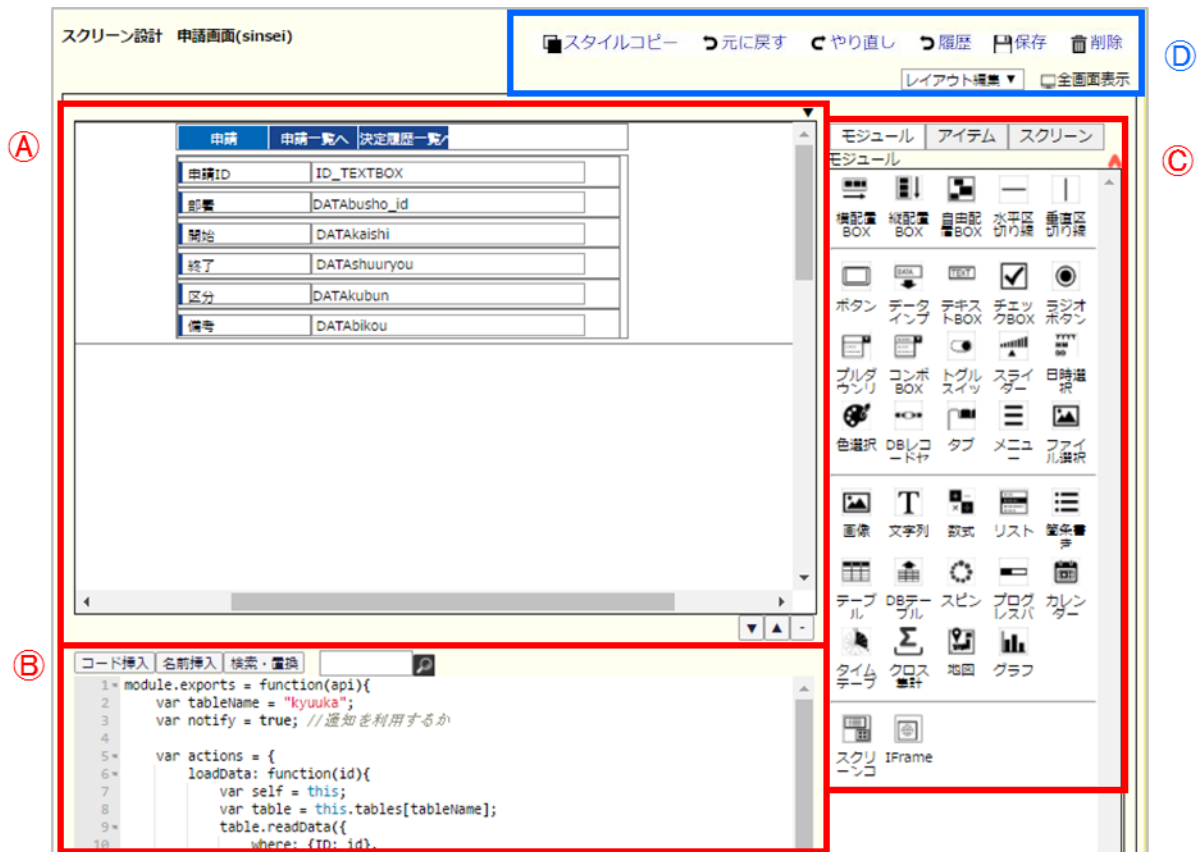 スクリーン設計 申請画面(sinsei)
スタイルコピー 元に戻す やり直し 履歴 保存 削除
D
レイアウト編集 ▼ 全画面表示
A
▼
申請 申請一覧へ 決定履歴一覧へ
申請ID ID_TEXTBOX
部署 DATAbusho_id
開始 DATAkaishi
終了 DATAshuuryou
区分 DATAkubun
備考 DATAbikou
▼ ▲ -
C
モジュール アイテム スクリーン
モジュール
横配置BOX 縦配置BOX 自由配置BOX 水平区切り線 垂直区切り線
DATA TEXT
ボタン データインプ テキストBOX チェックBOX ラジオボタン
YYYY
MM
DD
プルダウンリ コンボBOX トグルスイッ スライダー 日時選択
色選択 DBレコードヤ タブ メニュー ファイル選択
画像 文字列 数式 リスト 箇条書き
テーブル DBテーブル スピン プログレスバ カレンダー
タイムテーブ クロス集計 地図 グラフ
スクリーンコ IFrame
B
コード挿入 名前挿入 検索・置換
1 module.exports = function(api){
2 var tableName = "kyuuka";
3 var notify = true; //通知を利用するか
4
5 var actions = {
6 loadData: function(id){
7 var self = this;
8 var table = this.tables[tableName];
9 table.readData({
10 where: {ID: id},